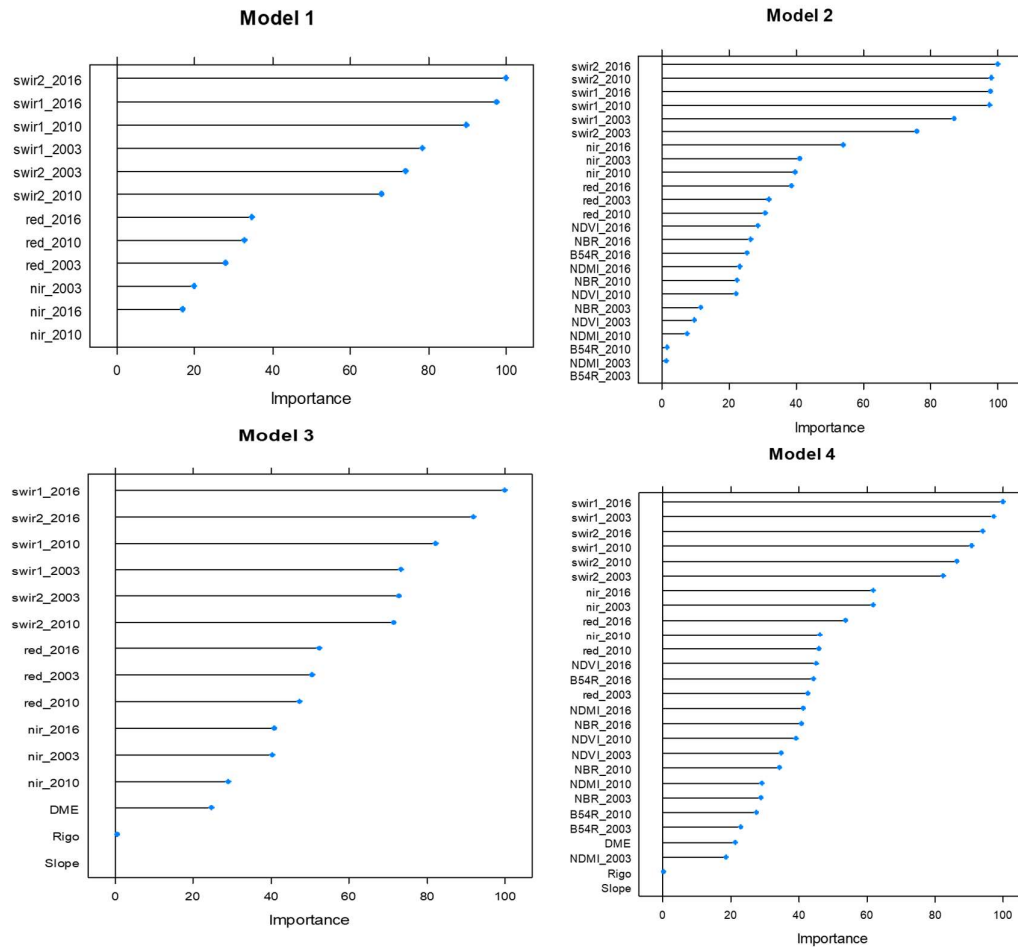 Model 1
swir2_2016
swir1_2016
swir1_2010
swir1_2003
swir2_2003
swir2_2010
red_2016
red_2010
red_2003
nir_2003
nir_2016
nir_2010
0 20 40 60 80 100
Importance
Model 2
swir2_2016
swir2_2010
swir1_2016
swir1_2010
swir1_2003
swir2_2003
nir_2016
nir_2003
nir_2010
red_2016
red_2003
red_2010
NDVI_2016
NBR_2016
B54R_2016
NDMI_2016
NBR_2010
NDVI_2010
NBR_2003
NDVI_2003
NDMI_2010
B54R_2010
NDMI_2003
B54R_2003
0 20 40 60 80 100
Importance
Model 3
swir1_2016
swir2_2016
swir1_2010
swir1_2003
swir2_2003
swir2_2010
red_2016
red_2003
red_2010
nir_2016
nir_2003
nir_2010
DME
Rigo
Slope
0 20 40 60 80 100
Importance
Model 4
swir1_2016
swir1_2003
swir2_2016
swir1_2010
swir2_2010
swir2_2003
nir_2016
nir_2003
red_2016
nir_2010
red_2010
NDVI_2016
B54R_2016
red_2003
NDMI_2016
NBR_2016
NDVI_2010
NDVI_2003
NBR_2010
NDMI_2010
NBR_2003
B54R_2010
B54R_2003
DME
NDMI_2003
Rigo
Slope
0 20 40 60 80 100
Importance